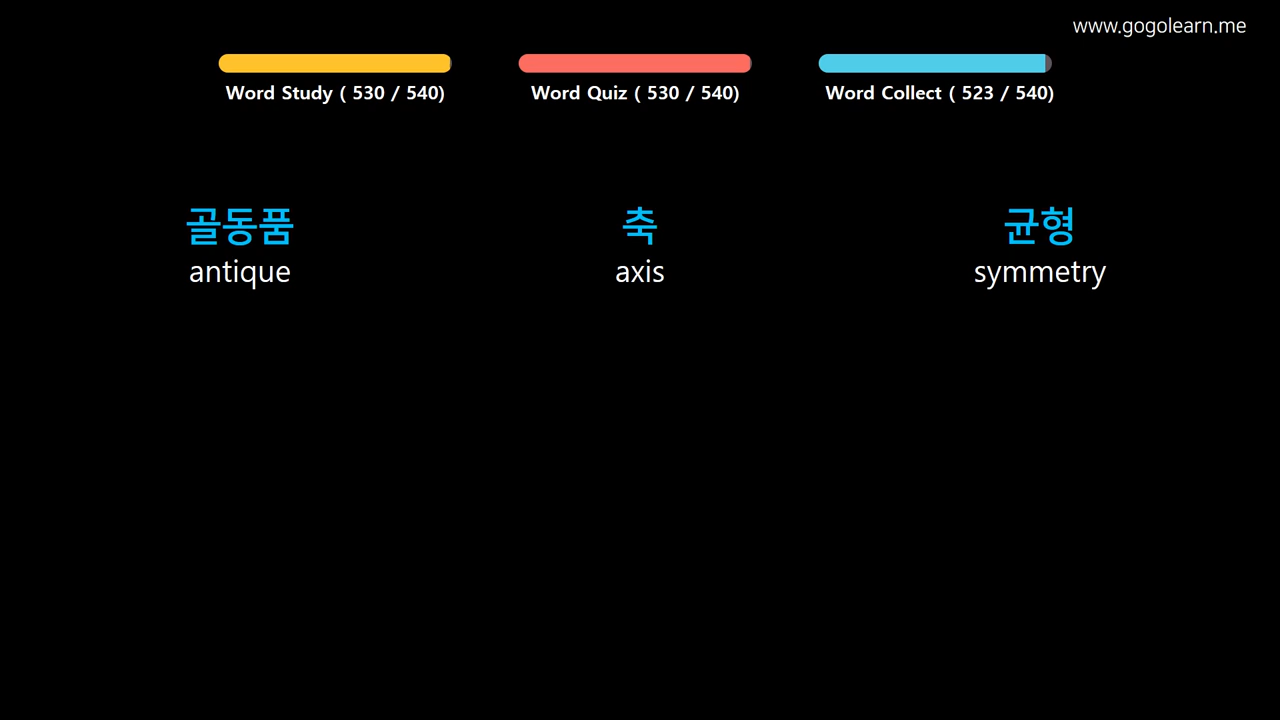 www.gogolearn.me
Word Study ( 530 / 540)
Word Quiz ( 530 / 540)
Word Collect ( 523 / 540)
골동품
antique
축
axis
균형
symmetry